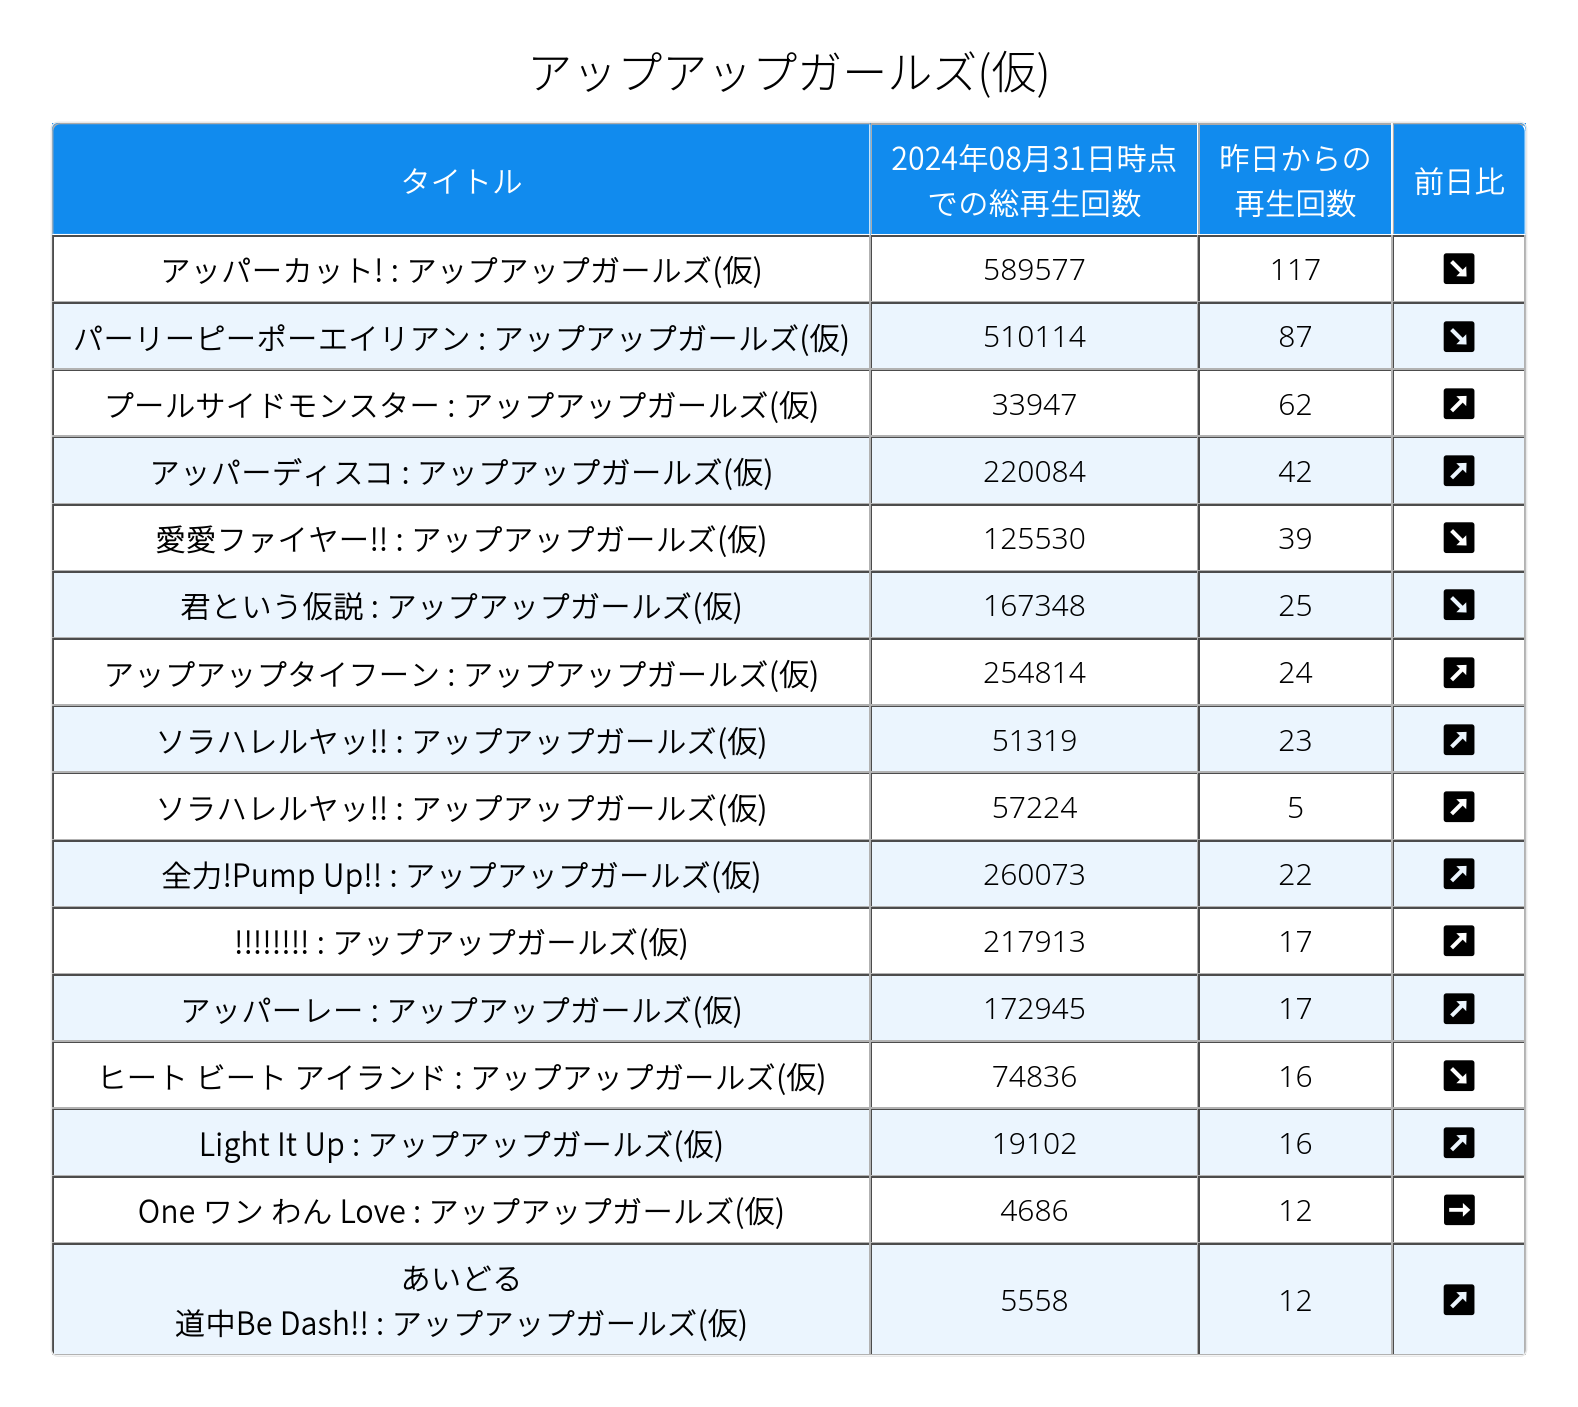 アップアップガールズ(仮)
タイトル
2024年08月31日時点
での総再生回数
昨日からの
再生回数
前日比
アッパーカット! : アップアップガールズ(仮) 589577 117
パーリーピーポーエイリアン : アップアップガールズ(仮) 510114 87
プールサイドモンスター : アップアップガールズ(仮) 33947 62
アッパーディスコ : アップアップガールズ(仮) 220084 42
愛愛ファイヤー!! : アップアップガールズ(仮) 125530 39
君という仮説 : アップアップガールズ(仮) 167348 25
アップアップタイフーン : アップアップガールズ(仮) 254814 24
ソラハレルヤッ!! : アップアップガールズ(仮) 51319 23
ソラハレルヤッ!! : アップアップガールズ(仮) 57224 5
全力!Pump Up!! : アップアップガールズ(仮) 260073 22
!!!!!!!! : アップアップガールズ(仮) 217913 17
アッパーレー : アップアップガールズ(仮) 172945 17
ヒート ビート アイランド : アップアップガールズ(仮) 74836 16
Light It Up : アップアップガールズ(仮) 19102 16
One ワン わん Love : アップアップガールズ(仮) 4686 12
あいどる
道中Be Dash!! : アップアップガールズ(仮) 5558 12